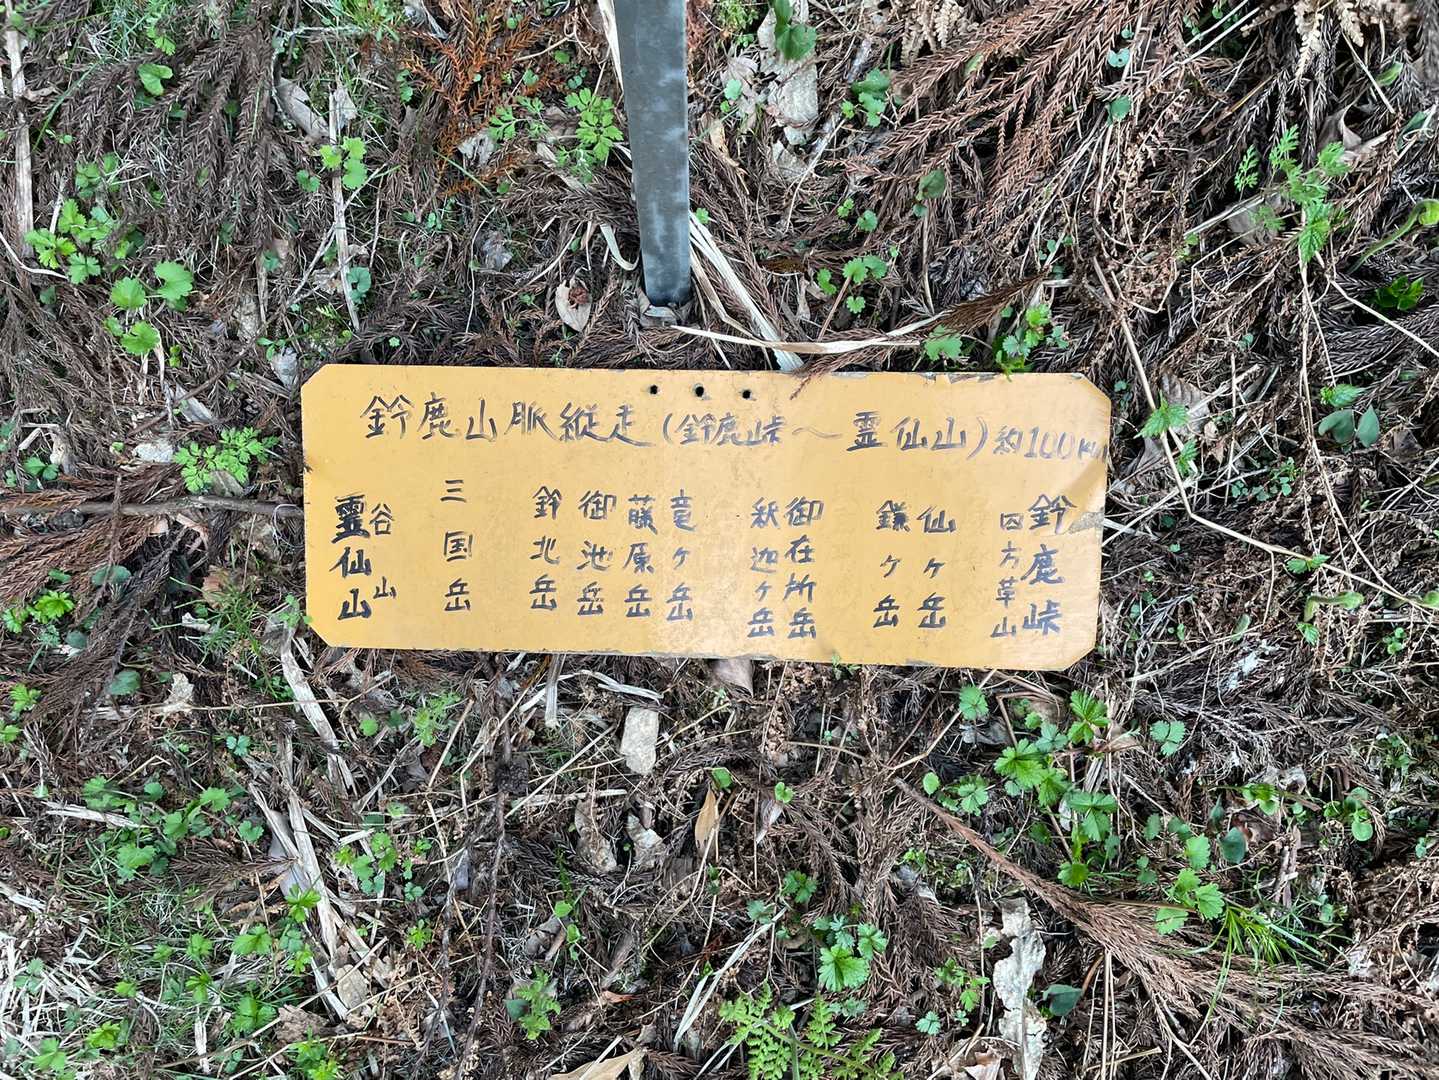 鈴鹿山脈縦走(鈴鹿峠～霊仙山)約100km
鈴鹿峠
四方草山
仙ヶ岳
鎌ヶ岳
御在所岳
釈迦ヶ岳
竜ヶ岳
藤原岳
御池岳
鈴北岳
三国岳
谷山
霊仙山